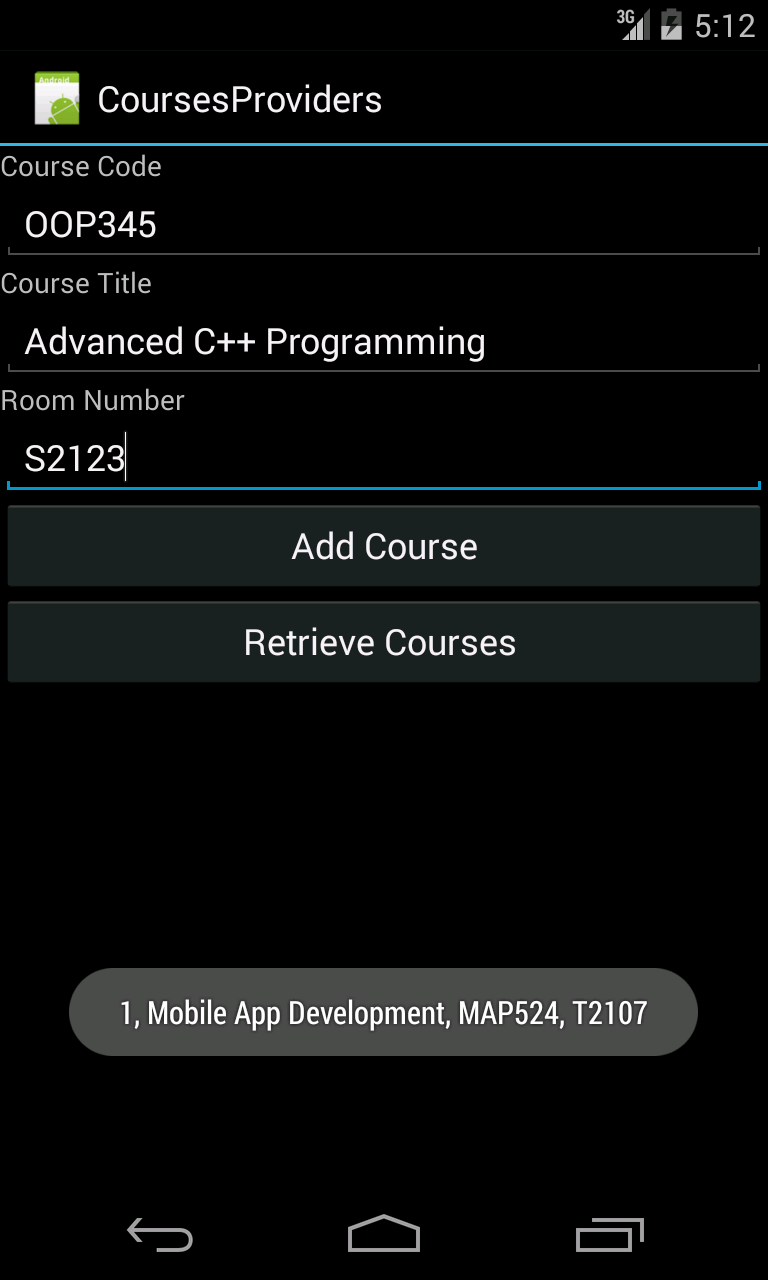 3G 5:12
Android
CoursesProviders
Course Code
OOP345
Course Title
Advanced C++ Programming
Room Number
S2123
Add Course
Retrieve Courses
1, Mobile App Development, MAP524, T2107